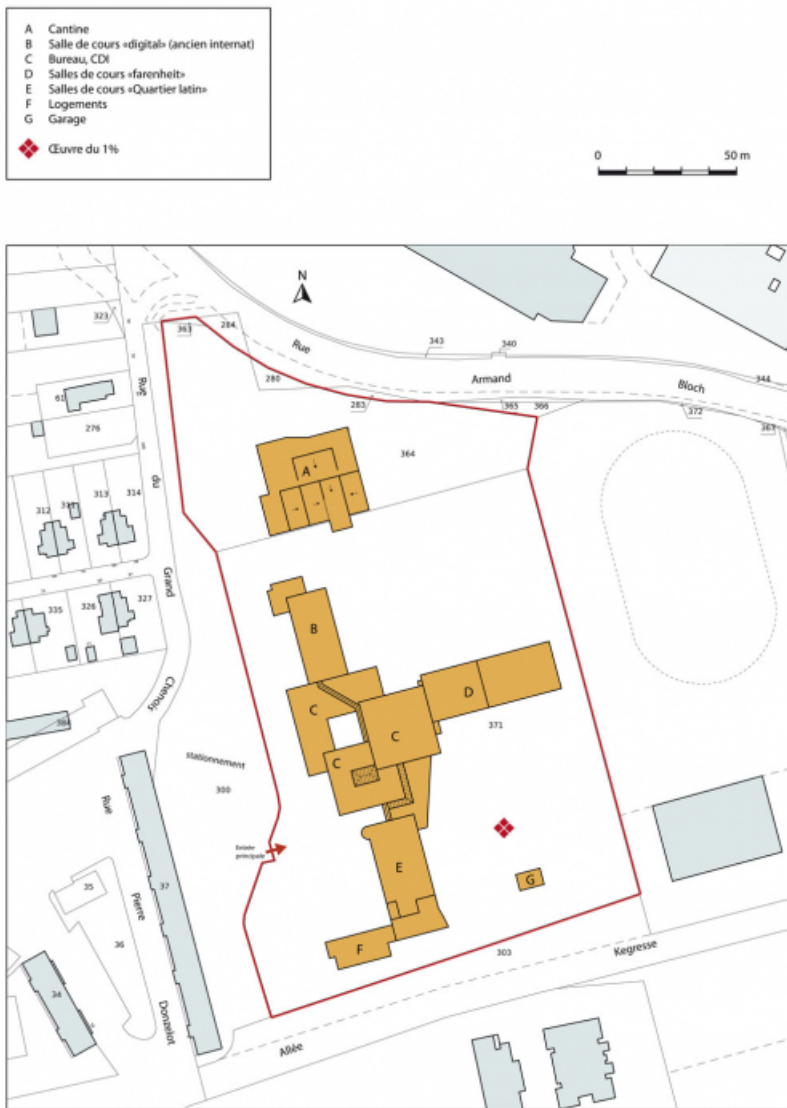 A Cantine
B Salle de cours «digital» (ancien internat)
C Bureau, CDI
D Salles de cours «farenheit»
E Salles de cours «Quartier latin»
F Logements
G Garage
Œuvre du 1%
0 50 m
N
323
363
284
Rue
343
340
344
280
Armand
Bloch
61
283
365
366
372
367
276
Rue
A
364
312
311
313
314
du
Grand
335
326
327
B
Chenois
D
C
C
371
384
stationnement
C
300
Rue
Entrée
principale
E
35
37
G
Pierre
36
F
303
Kegresse
34
Donzelot
Allée